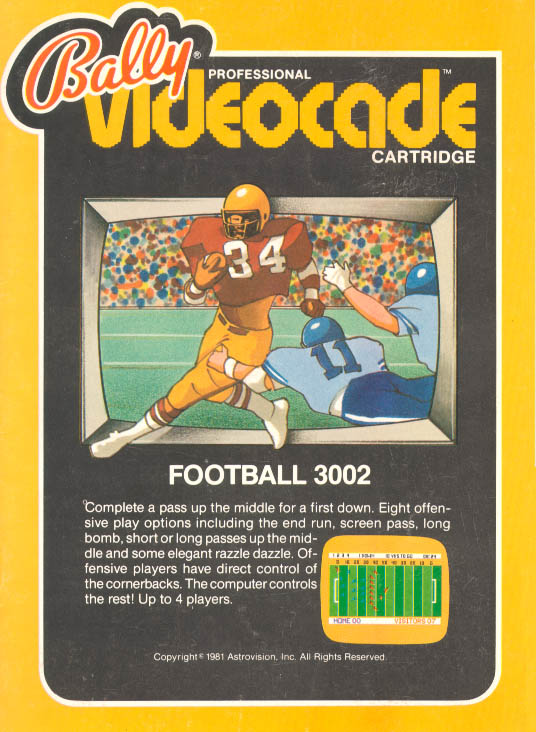 Bally®
PROFESSIONAL
VIDEOCADE™
CARTRIDGE
34
11
FOOTBALL 3002
Complete a pass up the middle for a first down. Eight offen-
sive play options including the end run, screen pass, long
bomb, short or long passes up the mid-
dle and some elegant razzle dazzle. Of-
fensive players have direct control of
the cornerbacks. The computer controls
the rest! Up to 4 players.
HOME 00 VISITORS 07
Copyright © 1981 Astrovision, Inc. All Rights Reserved.